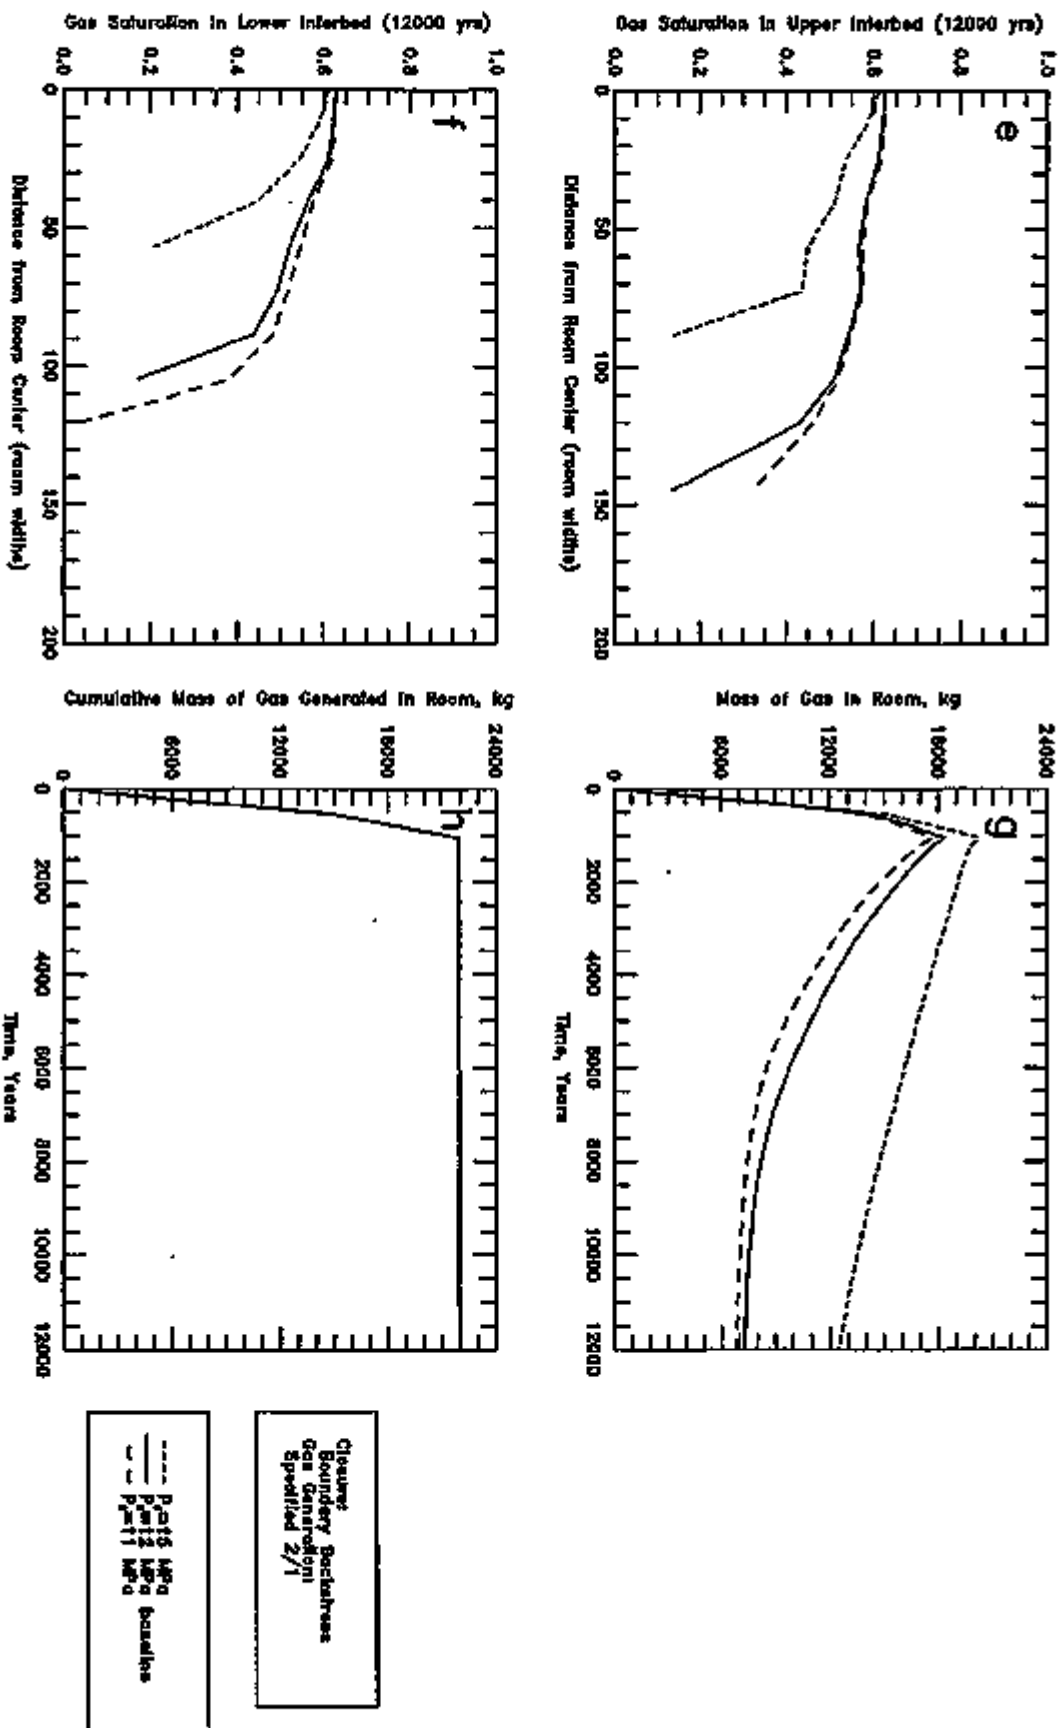 Gas Saturation in Upper Interbed (12000 yrs)
1.0
0.8
0.6
0.4
0.2
0.0
e
0
50
100
150
200
Distance from Room Center (room widths)
Mass of Gas in Room, kg
24000
18000
12000
6000
0
g
0
2000
4000
6000
8000
10000
12000
Time, Years
Gas Saturation in Lower Interbed (12000 yrs)
1.0
0.8
0.6
0.4
0.2
0.0
f
0
50
100
150
200
Distance from Room Center (room widths)
Cumulative Mass of Gas Generated in Room, kg
24000
18000
12000
6000
0
h
0
2000
4000
6000
8000
10000
12000
Time, Years
Closure:
Boundary Backstress
Gas Generation:
Specified 2/1
MPa
MPa baseline
=11 MPa